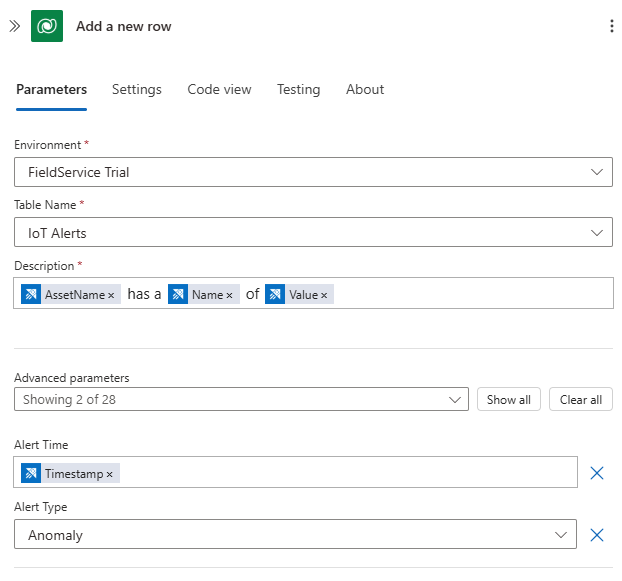 Add a new row
Parameters Settings Code view Testing About
Environment *
FieldService Trial
Table Name *
IoT Alerts
Description *
AssetName × has a Name × of Value ×
Advanced parameters
Showing 2 of 28 Show all Clear all
Alert Time
Timestamp ×
Alert Type
Anomaly